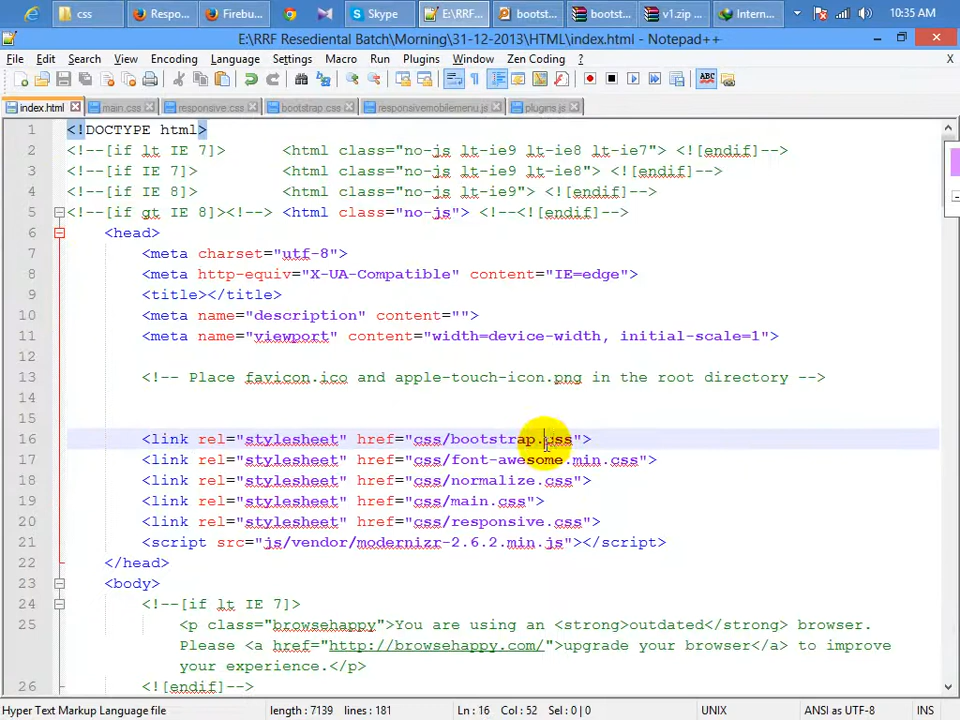 css
Respo...
Firebu...
Skype
E:\RRF...
bootst...
bootst...
v1.zip ...
Intern...
10:35 AM
E:\RRF Resediental Batch\Morning\31-12-2013\HTML\index.html - Notepad++
File Edit Search View Encoding Language Settings Macro Run Plugins Window Zen Coding ? X
index.html main.css responsive.css bootstrap.css responsivemobilemenu.js plugins.js
1 <!DOCTYPE html>
2 <!--[if lt IE 7]> <html class="no-js lt-ie9 lt-ie8 lt-ie7"> <![endif]-->
3 <!--[if IE 7]> <html class="no-js lt-ie9 lt-ie8"> <![endif]-->
4 <!--[if IE 8]> <html class="no-js lt-ie9"> <![endif]-->
5 <!--[if gt IE 8]><!--> <html class="no-js"> <!--<![endif]-->
6 <head>
7 <meta charset="utf-8">
8 <meta http-equiv="X-UA-Compatible" content="IE=edge">
9 <title></title>
10 <meta name="description" content="">
11 <meta name="viewport" content="width=device-width, initial-scale=1">
12
13 <!-- Place favicon.ico and apple-touch-icon.png in the root directory -->
14
15
16 <link rel="stylesheet" href="css/bootstrap.css">
17 <link rel="stylesheet" href="css/font-awesome.min.css">
18 <link rel="stylesheet" href="css/normalize.css">
19 <link rel="stylesheet" href="css/main.css">
20 <link rel="stylesheet" href="css/responsive.css">
21 <script src="js/vendor/modernizr-2.6.2.min.js"></script>
22 </head>
23 <body>
24 <!--[if lt IE 7]>
25 <p class="browsehappy">You are using an <strong>outdated</strong> browser.
Please <a href="http://browsehappy.com/">upgrade your browser</a> to improve
your experience.</p>
26 <![endif]-->
Hyper Text Markup Language file length : 7139 lines : 181 Ln : 16 Col : 52 Sel : 0 | 0 UNIX ANSI as UTF-8 INS